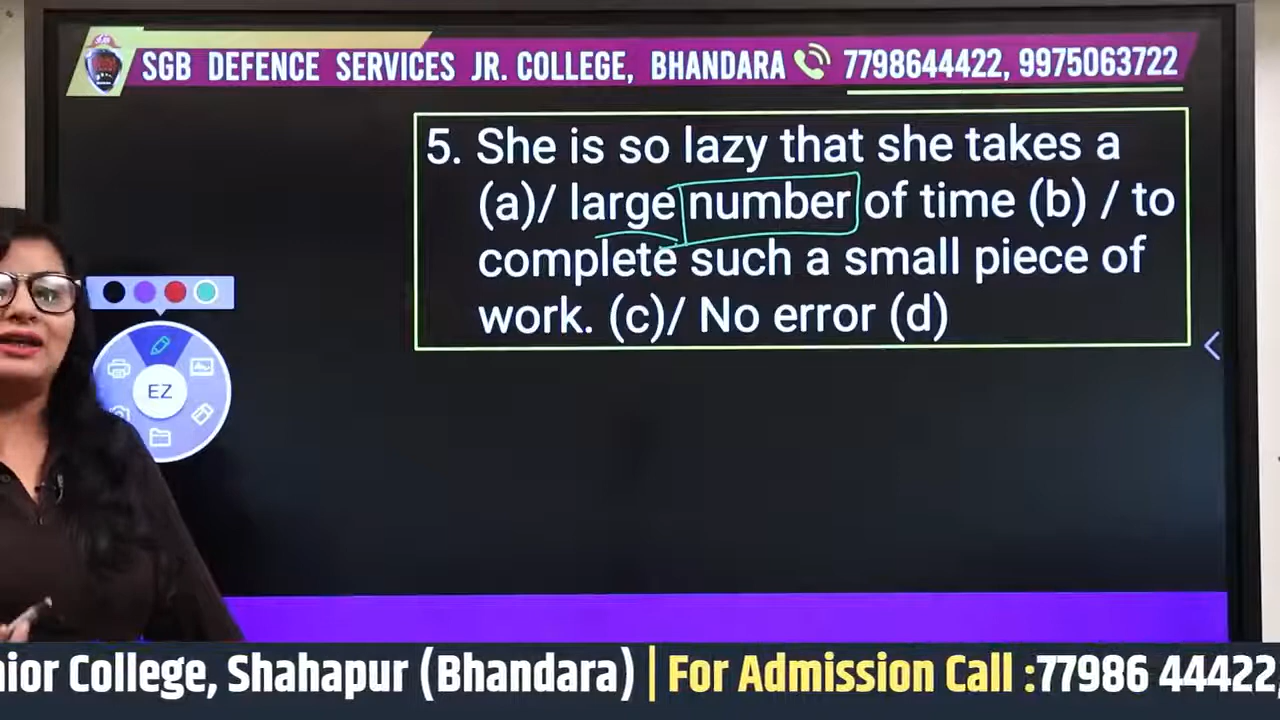 SGB DEFENCE SERVICES JR. COLLEGE, BHANDARA 7798644422, 9975063722
5. She is so lazy that she takes a
(a)/ large number of time (b) / to
complete such a small piece of
work. (c)/ No error (d)
EZ
nior College, Shahapur (Bhandara) | For Admission Call :77986 44422,